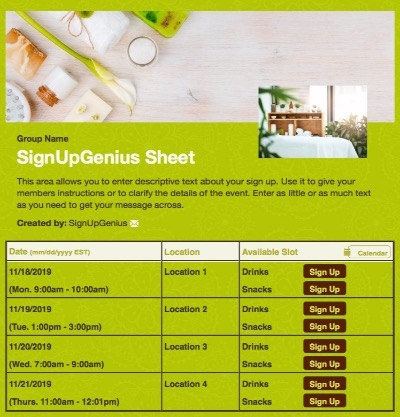 Group Name
SignUpGenius Sheet
This area allows you to enter descriptive text about your sign up. Use it to give your
members instructions or to clarify the details of the event. Enter as little or as much text
as you need to get your message across.
Created by: SignUpGenius
Date (mm/dd/yyyy EST) Location Available Slot Calendar
11/18/2019 Location 1 Drinks Sign Up
(Mon. 9:00am - 10:00am) Snacks Sign Up
11/19/2019 Location 2 Drinks Sign Up
(Tue. 1:00pm - 3:00pm) Snacks Sign Up
11/20/2019 Location 3 Drinks Sign Up
(Wed. 7:00am - 9:00am) Snacks Sign Up
11/21/2019 Location 4 Drinks Sign Up
(Thurs. 11:00am - 12:01pm) Snacks Sign Up